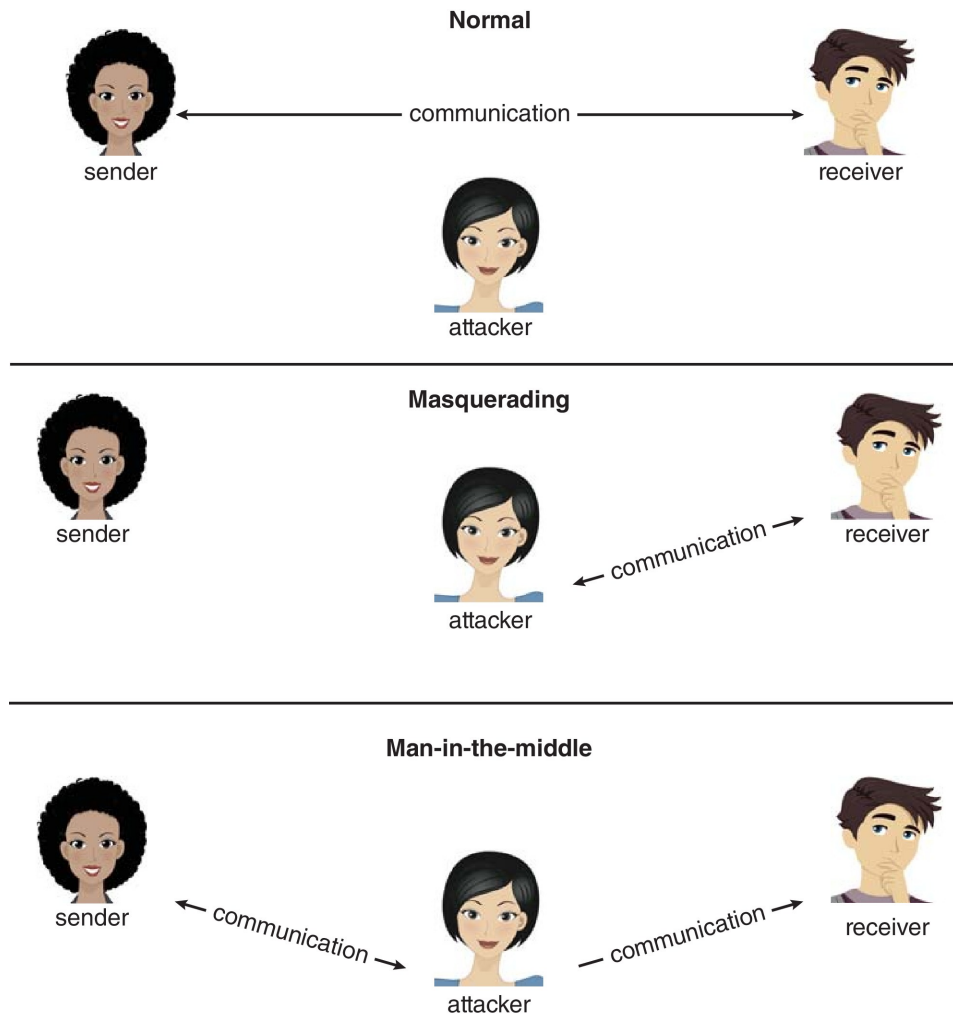 Normal
communication
sender
receiver
attacker
Masquerading
sender
communication
receiver
attacker
Man-in-the-middle
sender
communication
communication
receiver
attacker